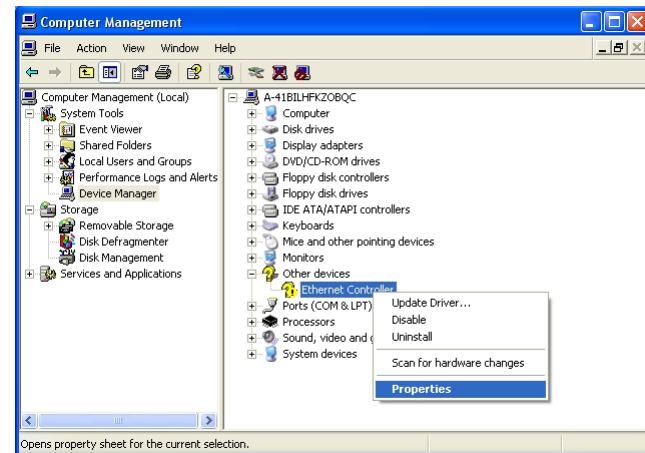 Computer Management
File Action View Window Help
Computer Management (Local)
System Tools
Event Viewer
Shared Folders
Local Users and Groups
Performance Logs and Alerts
Device Manager
Storage
Removable Storage
Disk Defragmenter
Disk Management
Services and Applications
A-41BILHFKZOBQC
Computer
Disk drives
Display adapters
DVD/CD-ROM drives
Floppy disk controllers
Floppy disk drives
IDE ATA/ATAPI controllers
Keyboards
Mice and other pointing devices
Monitors
Other devices
Ethernet Controller
Ports (COM & LPT)
Processors
Sound, video and g
System devices
Update Driver...
Disable
Uninstall
Scan for hardware changes
Properties
Opens property sheet for the current selection.